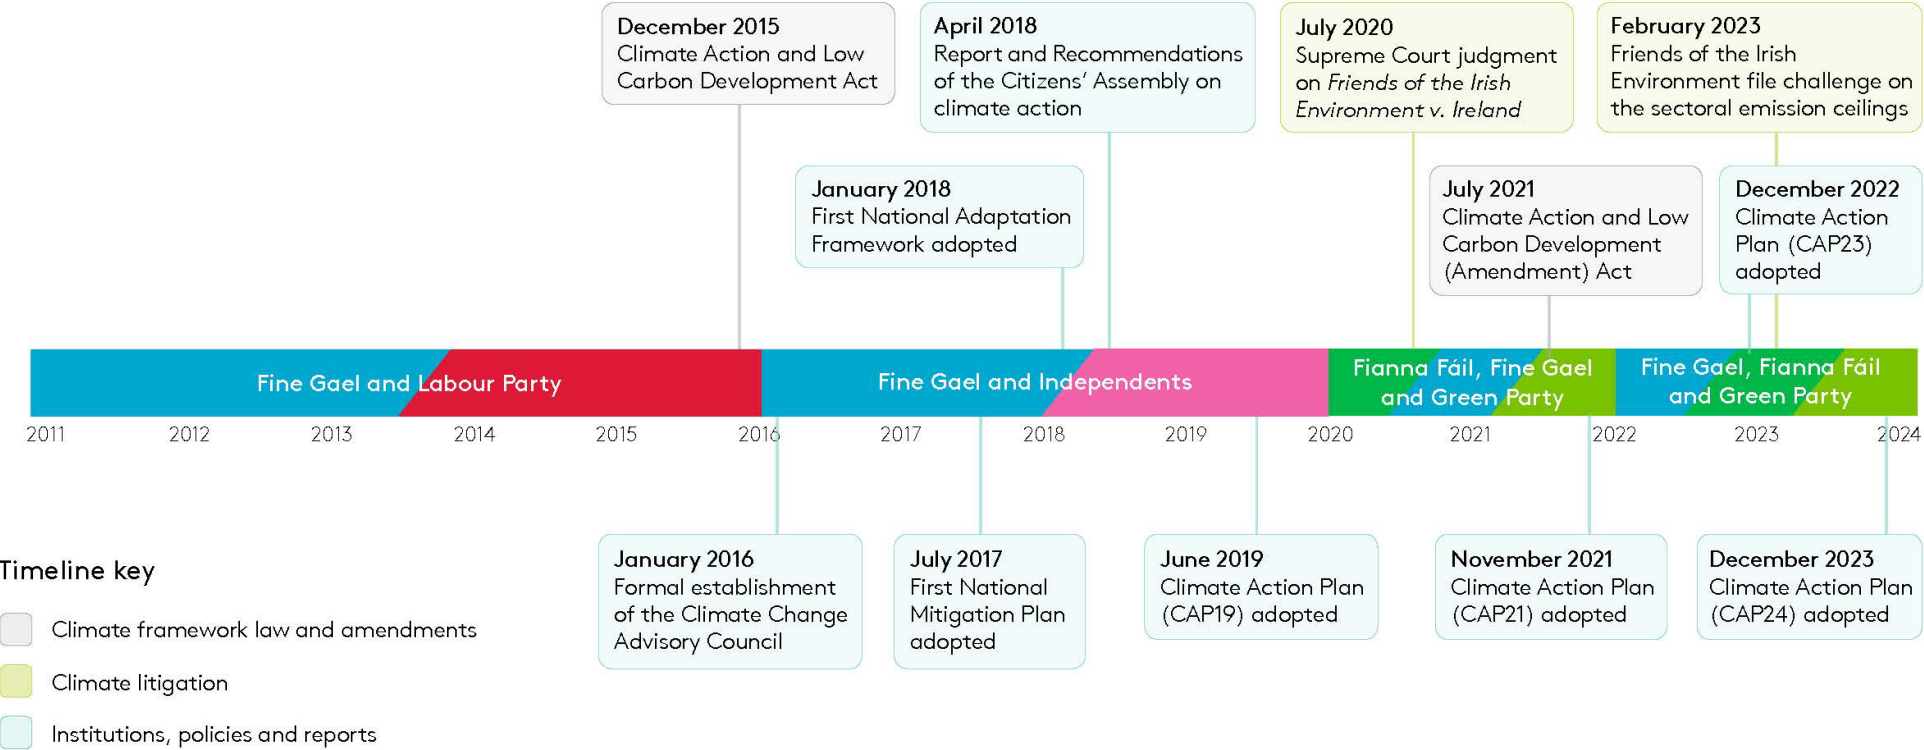 December 2015
Climate Action and Low
Carbon Development Act
April 2018
Report and Recommendations
of the Citizens’ Assembly on
climate action
July 2020
Supreme Court judgment
on Friends of the Irish
Environment v. Ireland
February 2023
Friends of the Irish
Environment file challenge on
the sectoral emission ceilings
January 2018
First National Adaptation
Framework adopted
July 2021
Climate Action and Low
Carbon Development
(Amendment) Act
December 2022
Climate Action
Plan (CAP23)
adopted
Fine Gael and Labour Party
Fine Gael and Independents
Fianna Fáil, Fine Gael
and Green Party
Fine Gael, Fianna Fáil
and Green Party
2011 2012 2013 2014 2015 2016 2017 2018 2019 2020 2021 2022 2023 2024
January 2016
Formal establishment
of the Climate Change
Advisory Council
July 2017
First National
Mitigation Plan
adopted
June 2019
Climate Action Plan
(CAP19) adopted
November 2021
Climate Action Plan
(CAP21) adopted
December 2023
Climate Action Plan
(CAP24) adopted
Timeline key
Climate framework law and amendments
Climate litigation
Institutions, policies and reports